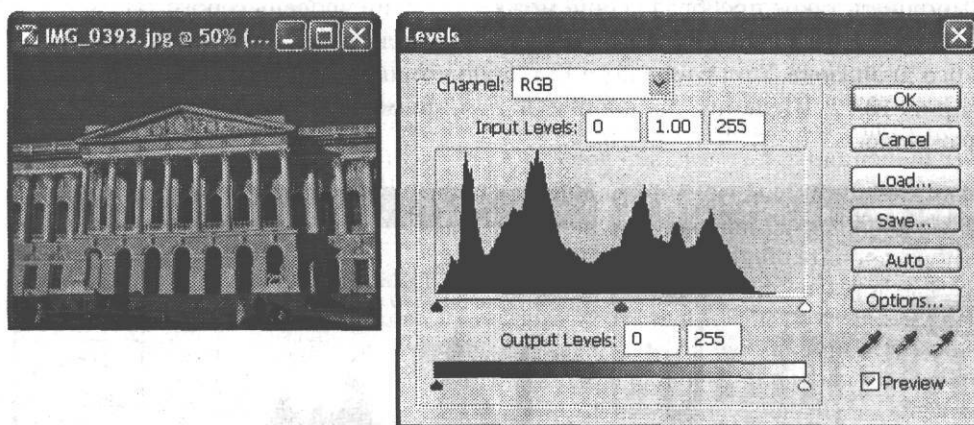 IMG_0393.jpg @ 50% (...
Levels
Channel: RGB
Input Levels: 0 1.00 255
Output Levels: 0 255
OK
Cancel
Load...
Save...
Auto
Options...
Preview